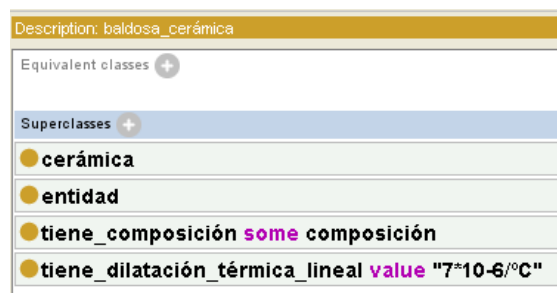 Description: baldosa_cerámica
Equivalent classes
Superclasses
cerámica
entidad
tiene_composición some composición
tiene_dilatación_térmica_lineal value "7*10-6/ºC"